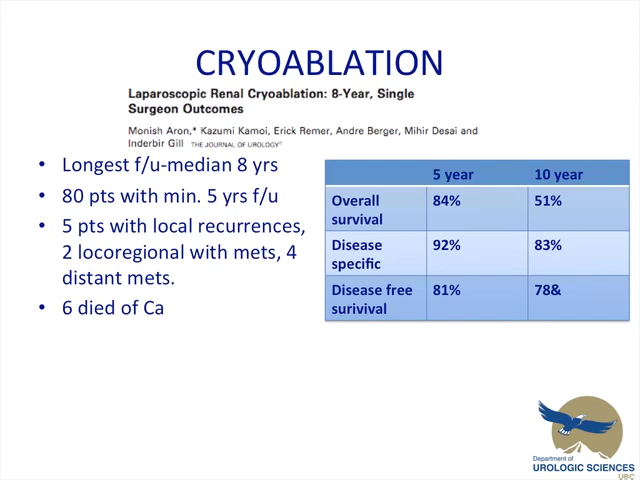 CRYOABLATION
Laparoscopic Renal Cryoablation: 8-Year, Single
Surgeon Outcomes
Monish Aron,* Kazumi Kamoi, Erick Remer, Andre Berger, Mihir Desai and
Inderbir Gill THE JOURNAL OF UROLOGY®
• Longest f/u-median 8 yrs
• 80 pts with min. 5 yrs f/u
• 5 pts with local recurrences,
2 locoregional with mets, 4
distant mets.
• 6 died of Ca
5 year 10 year
Overall 84% 51%
survival
Disease 92% 83%
specific
Disease free 81% 78&
surivival
Department of
UROLOGIC SCIENCES
UBC